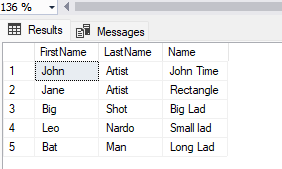 136 %
Results Messages
FirstName LastName Name
1 John Artist John Time
2 Jane Artist Rectangle
3 Big Shot Big Lad
4 Leo Nardo Small lad
5 Bat Man Long Lad